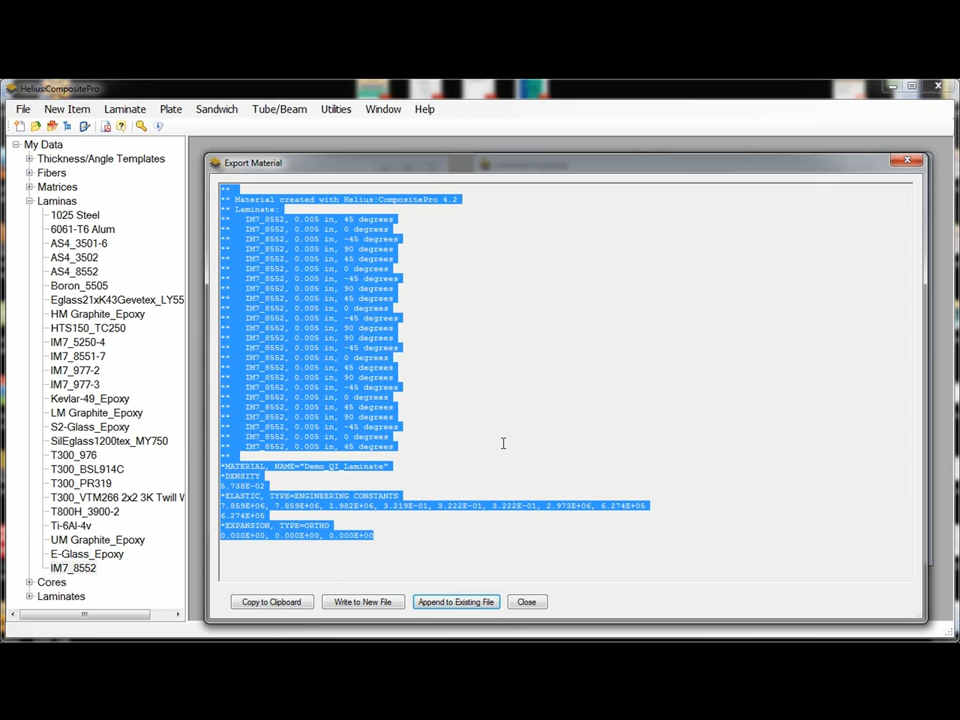 Helius:CompositePro
File New Item Laminate Plate Sandwich Tube/Beam Utilities Window Help
My Data
Thickness/Angle Templates
Fibers
Matrices
Laminas
1025 Steel
6061-T6 Alum
AS4_3501-6
AS4_3502
AS4_8552
Boron_5505
Eglass21xK43Gevetex_LY55
HM Graphite_Epoxy
HTS150_TC250
IM7_5250-4
IM7_8551-7
IM7_977-2
IM7_977-3
Kevlar-49_Epoxy
LM Graphite_Epoxy
S2-Glass_Epoxy
SilEglass1200tex_MY750
T300_976
T300_BSL914C
T300_PR319
T300_VTM266 2x2 3K Twill W
T800H_3900-2
Ti-6Al-4v
UM Graphite_Epoxy
E-Glass_Epoxy
IM7_8552
Cores
Laminates
Export Material
**
** Material created with Helius:CompositePro 4.2
** Laminate:
** IM7_8552, 0.005 in, 45 degrees
** IM7_8552, 0.005 in, 0 degrees
** IM7_8552, 0.005 in, -45 degrees
** IM7_8552, 0.005 in, 90 degrees
** IM7_8552, 0.005 in, 45 degrees
** IM7_8552, 0.005 in, 0 degrees
** IM7_8552, 0.005 in, -45 degrees
** IM7_8552, 0.005 in, 90 degrees
** IM7_8552, 0.005 in, 45 degrees
** IM7_8552, 0.005 in, 0 degrees
** IM7_8552, 0.005 in, -45 degrees
** IM7_8552, 0.005 in, 90 degrees
** IM7_8552, 0.005 in, 90 degrees
** IM7_8552, 0.005 in, -45 degrees
** IM7_8552, 0.005 in, 0 degrees
** IM7_8552, 0.005 in, 45 degrees
** IM7_8552, 0.005 in, 90 degrees
** IM7_8552, 0.005 in, -45 degrees
** IM7_8552, 0.005 in, 0 degrees
** IM7_8552, 0.005 in, 45 degrees
** IM7_8552, 0.005 in, 90 degrees
** IM7_8552, 0.005 in, -45 degrees
** IM7_8552, 0.005 in, 0 degrees
** IM7_8552, 0.005 in, 45 degrees
**
*MATERIAL, NAME="Demo_QI_Laminate"
*DENSITY
5.738E-02
*ELASTIC, TYPE=ENGINEERING CONSTANTS
7.859E+06, 7.859E+06, 1.982E+06, 3.219E-01, 3.222E-01, 3.222E-01, 2.973E+06, 6.274E+05
6.274E+05
*EXPANSION, TYPE=ORTHO
0.000E+00, 0.000E+00, 0.000E+00
Copy to Clipboard Write to New File Append to Existing File Close